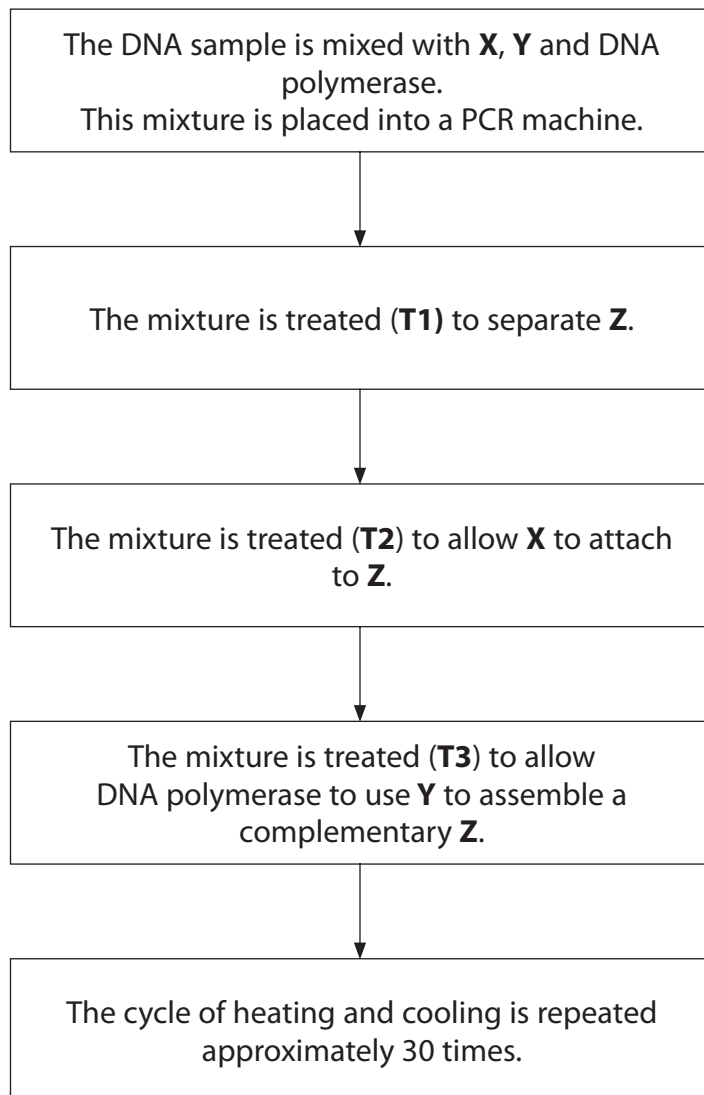 The DNA sample is mixed with X, Y and DNA
polymerase.
This mixture is placed into a PCR machine.
The mixture is treated (T1) to separate Z.
The mixture is treated (T2) to allow X to attach
to Z.
The mixture is treated (T3) to allow
DNA polymerase to use Y to assemble a
complementary Z.
The cycle of heating and cooling is repeated
approximately 30 times.